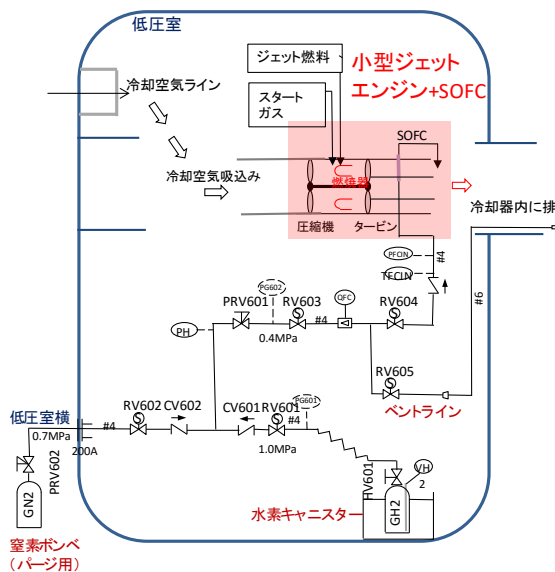 低圧室
ジェット燃料
小型ジェット
エンジン+SOFC
冷却空気ライン
スタート
ガス
SOFC
冷却空気吸込み
燃焼器
冷却器内に排
圧縮機
タービン
PFCIN
#4
TFCIN
#6
PG602
PRV601
RV603
QFC
RV604
PH
#4
0.4MPa
RV605
低圧室横
RV602
CV602
CV601
RV601
PG601
ベントライン
0.7MPa
#4
#4
200A
1.0MPa
PRV602
HV601
VH
2
GN2
GH2
水素キャニスター
窒素ボンベ
(パージ用)